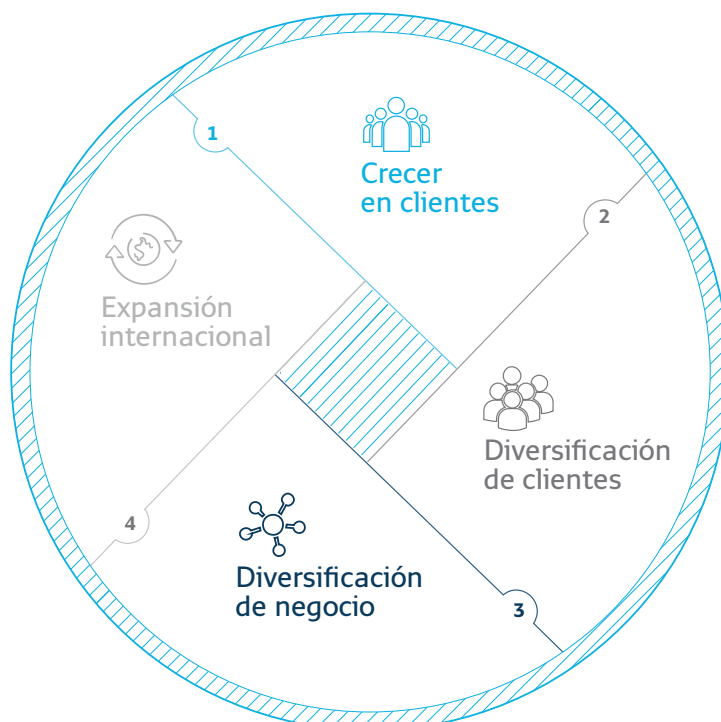 1
Crecer
en clientes
2
Diversificación
de clientes
3
Diversificación
de negocio
4
Expansión
internacional